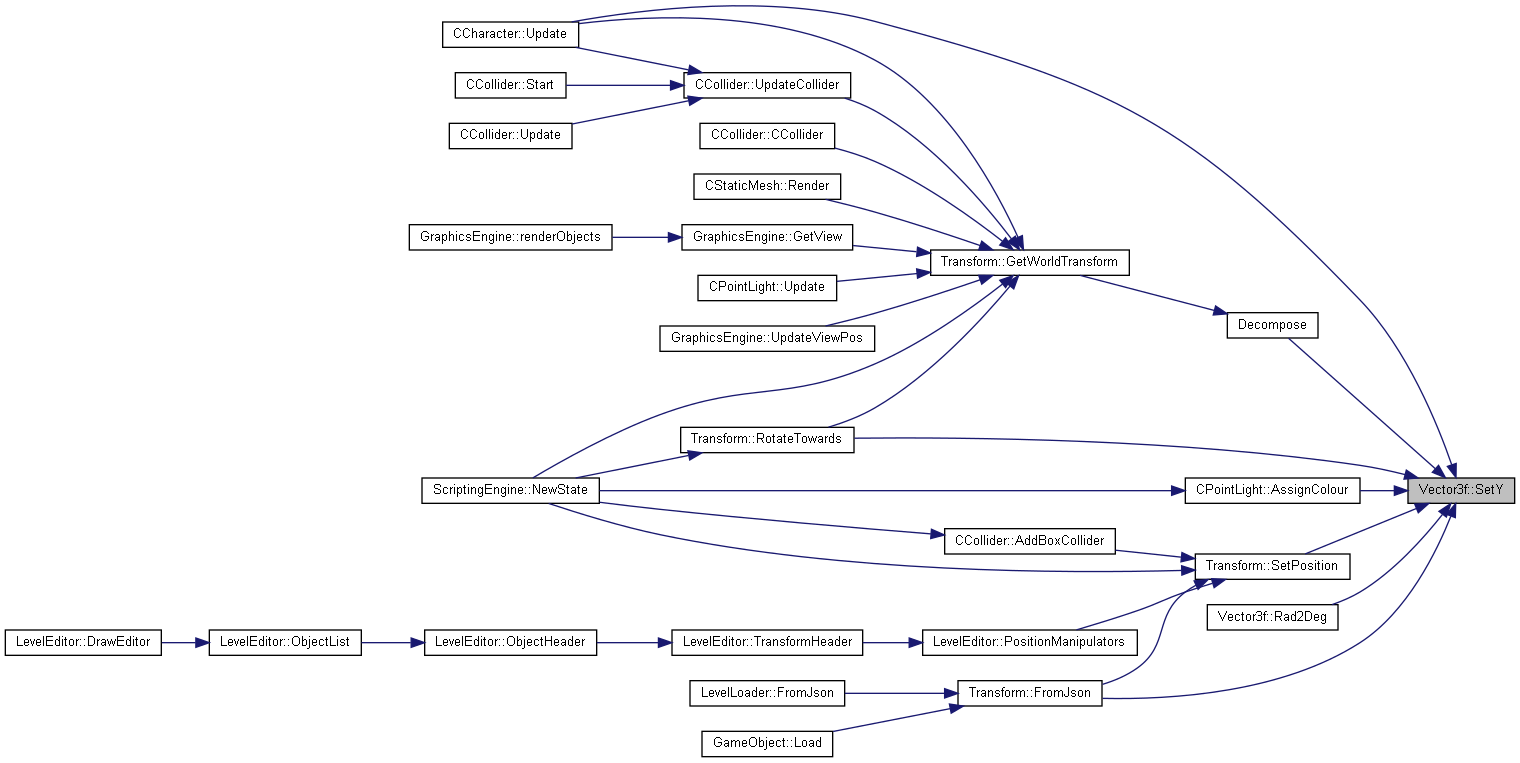 CCharacter::Update
CCollider::Start
CCollider::UpdateCollider
CCollider::Update
CCollider::CCollider
CStaticMesh::Render
GraphicsEngine::renderObjects
GraphicsEngine::GetView
Transform::GetWorldTransform
CPointLight::Update
Decompose
GraphicsEngine::UpdateViewPos
Transform::RotateTowards
ScriptingEngine::NewState
CPointLight::AssignColour
Vector3f::SetY
CCollider::AddBoxCollider
Transform::SetPosition
Vector3f::Rad2Deg
LevelEditor::DrawEditor
LevelEditor::ObjectList
LevelEditor::ObjectHeader
LevelEditor::TransformHeader
LevelEditor::PositionManipulators
LevelLoader::FromJson
Transform::FromJson
GameObject::Load